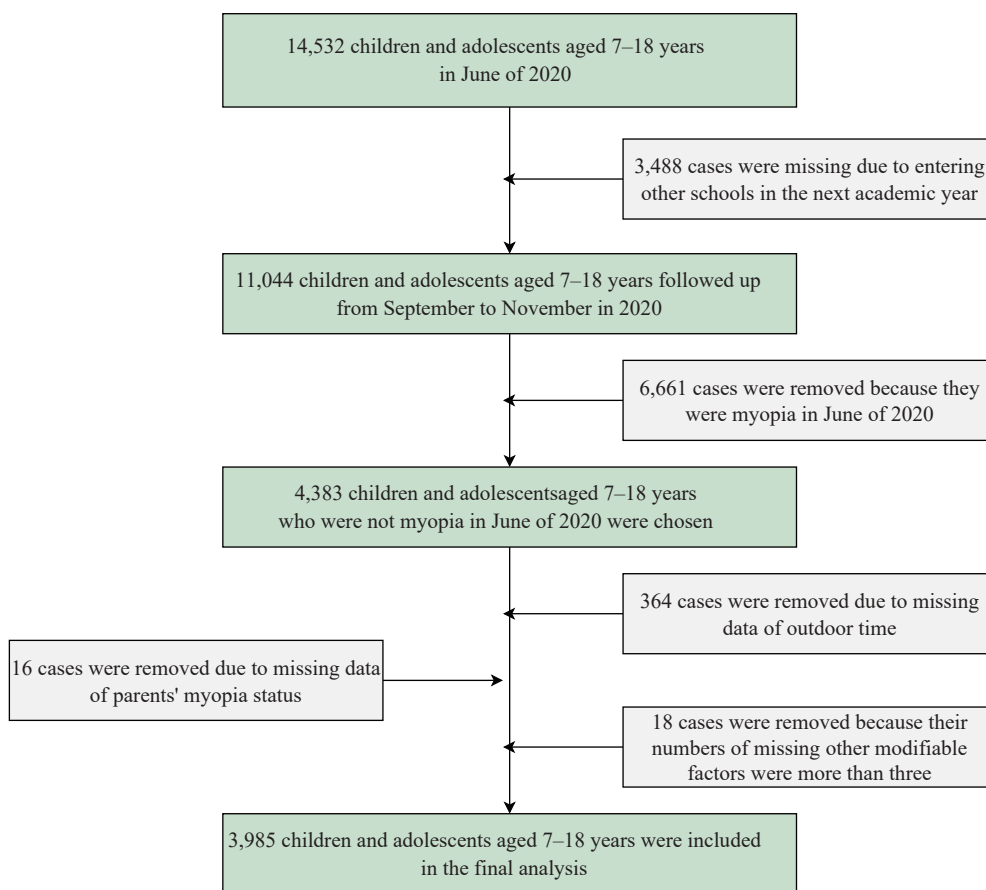 14,532 children and adolescents aged 7–18 years
in June of 2020
3,488 cases were missing due to entering
other schools in the next academic year
11,044 children and adolescents aged 7–18 years followed up
from September to November in 2020
6,661 cases were removed because they
were myopia in June of 2020
4,383 children and adolescentsaged 7–18 years
who were not myopia in June of 2020 were chosen
364 cases were removed due to missing
data of outdoor time
16 cases were removed due to missing data
of parents' myopia status
18 cases were removed because their
numbers of missing other modifiable
factors were more than three
3,985 children and adolescents aged 7–18 years were included
in the final analysis